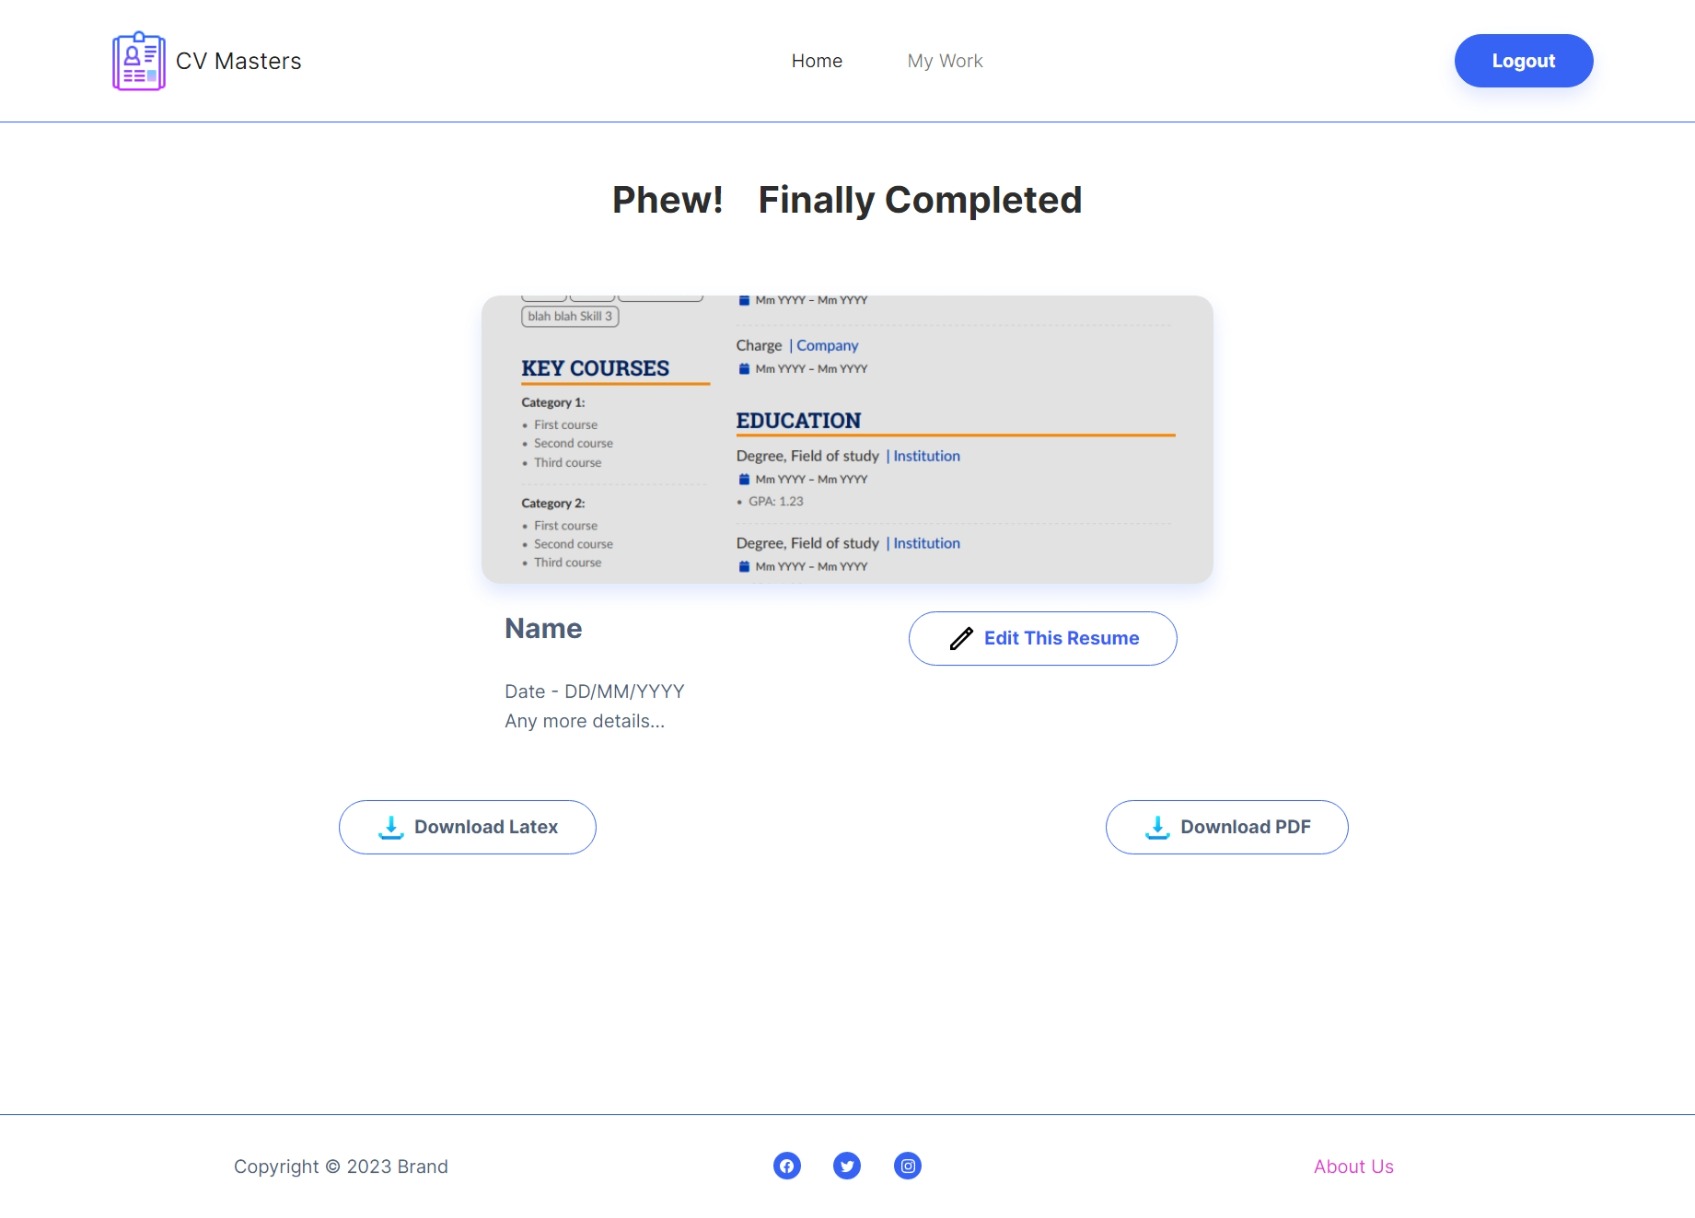 CV Masters
Home
My Work
Logout
Phew! Finally Completed
blah blah Skill 3
KEY COURSES
Category 1:
• First course
• Second course
• Third course
Category 2:
• First course
• Second course
• Third course
Mm YYYY – Mm YYYY
Charge | Company
Mm YYYY – Mm YYYY
EDUCATION
Degree, Field of study | Institution
Mm YYYY – Mm YYYY
• GPA: 1.23
Degree, Field of study | Institution
Mm YYYY – Mm YYYY
Name
Edit This Resume
Date - DD/MM/YYYY
Any more details...
Download Latex
Download PDF
Copyright © 2023 Brand
About Us